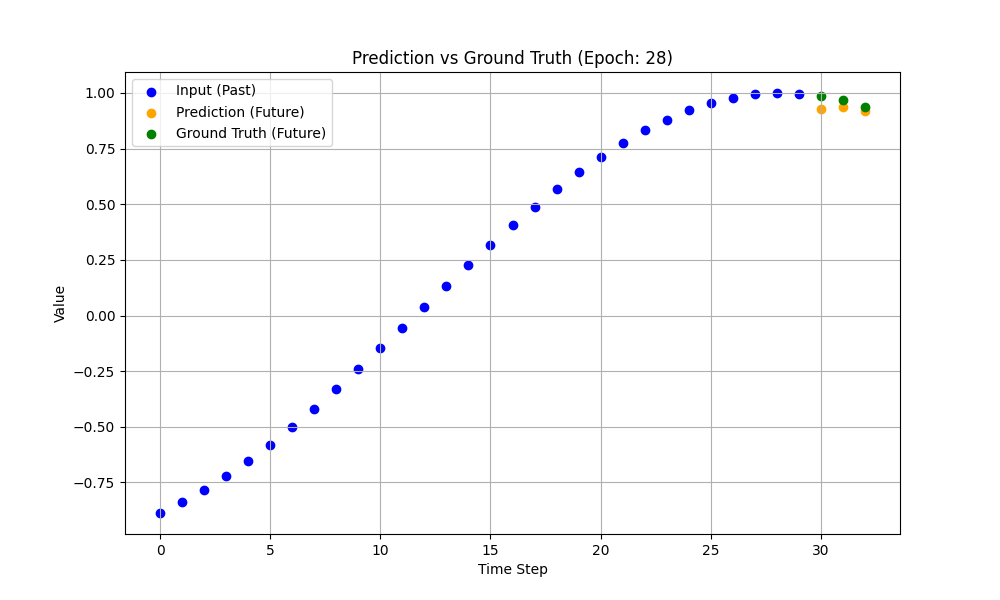 Prediction vs Ground Truth (Epoch: 28)
Input (Past)
Prediction (Future)
Ground Truth (Future)
1.00
0.75
0.50
0.25
0.00
−0.25
−0.50
−0.75
Value
0 5 10 15 20 25 30
Time Step